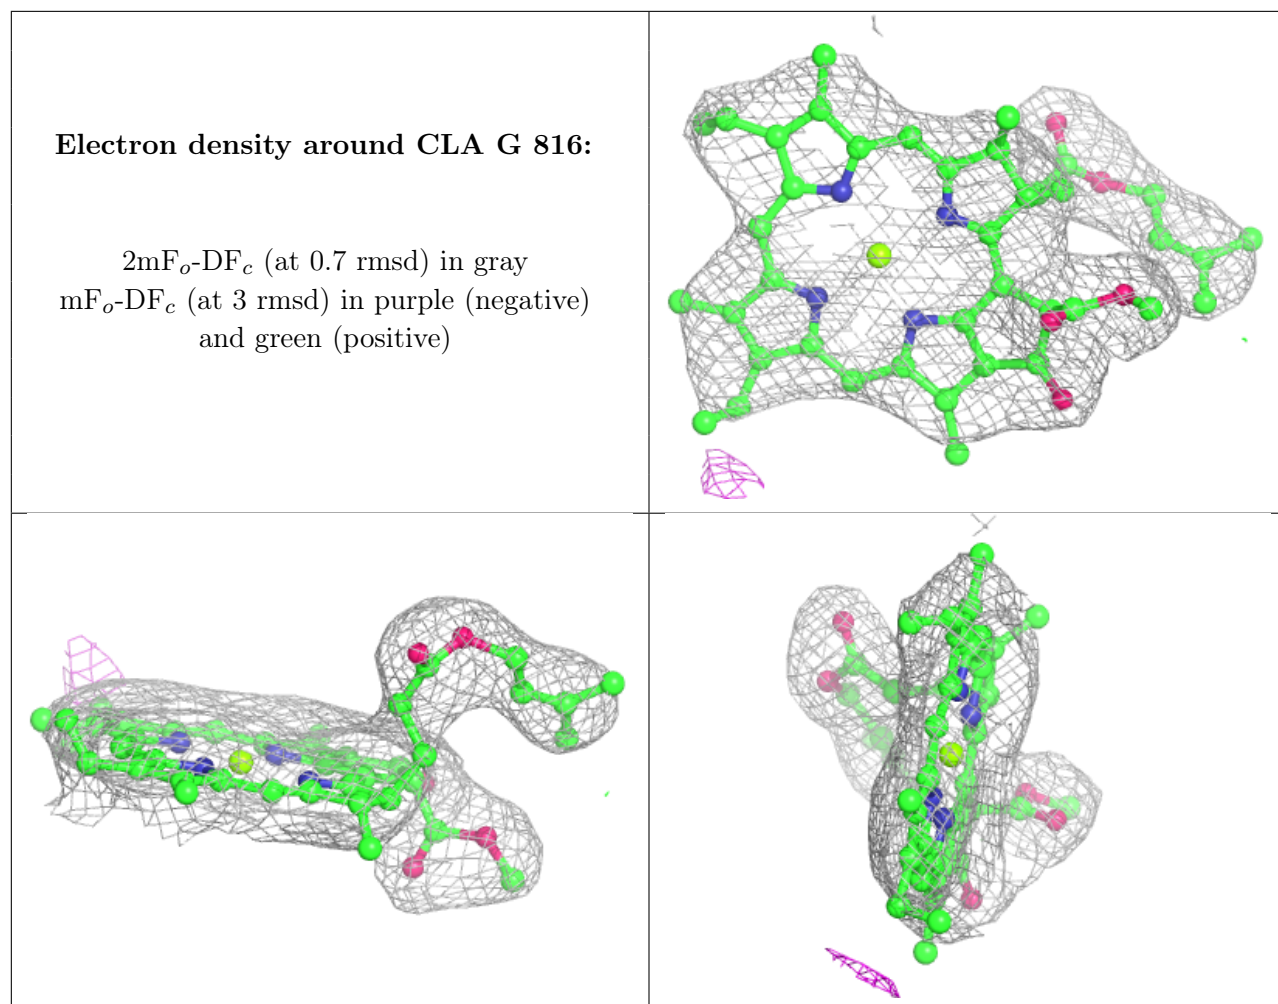 Electron density around CLA G 816:
2mFo-DFc (at 0.7 rmsd) in gray
mFo-DFc (at 3 rmsd) in purple (negative)
and green (positive)